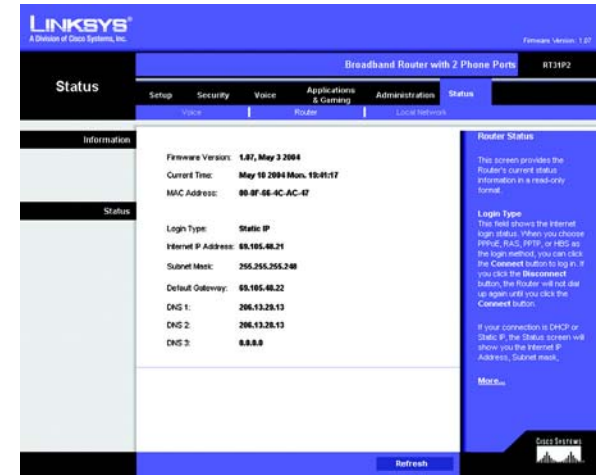 LINKSYS®
A Division of Cisco Systems, Inc.
Firmware Version: 1.07
Broadband Router with 2 Phone Ports
RT31P2
Status
Setup
Security
Voice
Applications & Gaming
Administration
Status
Voice
Router
Local Network
Information
Firmware Version: 1.07, May 3 2004
Current Time: May 10 2004 Mon. 19:41:17
MAC Address: 00-0F-66-4C-AC-47
Status
Login Type: Static IP
Internet IP Address: 69.105.48.21
Subnet Mask: 255.255.255.248
Default Gateway: 69.105.48.22
DNS 1: 206.13.29.13
DNS 2: 206.13.28.13
DNS 3: 0.0.0.0
Router Status
This screen provides the
Router's current status
information in a read-only
format.
Login Type
This field shows the Internet
login status. When you choose
PPPoE, RAS, PPTP, or HBS as
the login method, you can click
the Connect button to log in. If
you click the Disconnect
button, the Router will not dial
up again until you click the
Connect button.
If your connection is DHCP or
Static IP, the Status screen will
show you the Internet IP
Address, Subnet mask,
More...
Refresh
CISCO SYSTEMS